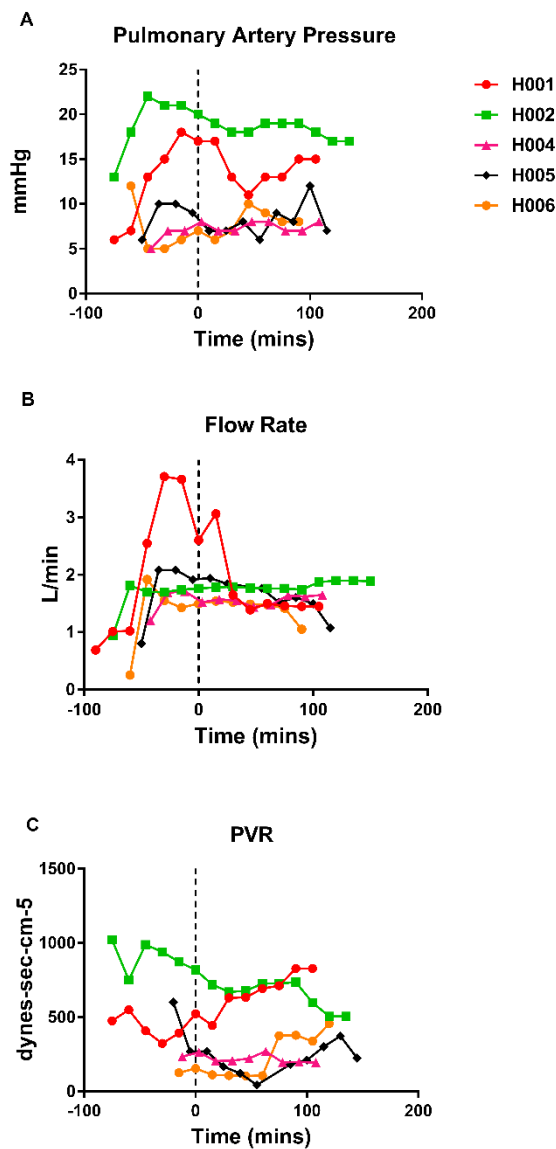 A
Pulmonary Artery Pressure
25
20
15
10
5
0
mmHg
-100
0
100
200
Time (mins)
H001
H002
H004
H005
H006
B
Flow Rate
4
3
2
1
0
L/min
-100
0
100
200
Time (mins)
C
PVR
1500
1000
500
0
dynes-sec-cm-5
-100
0
100
200
Time (mins)